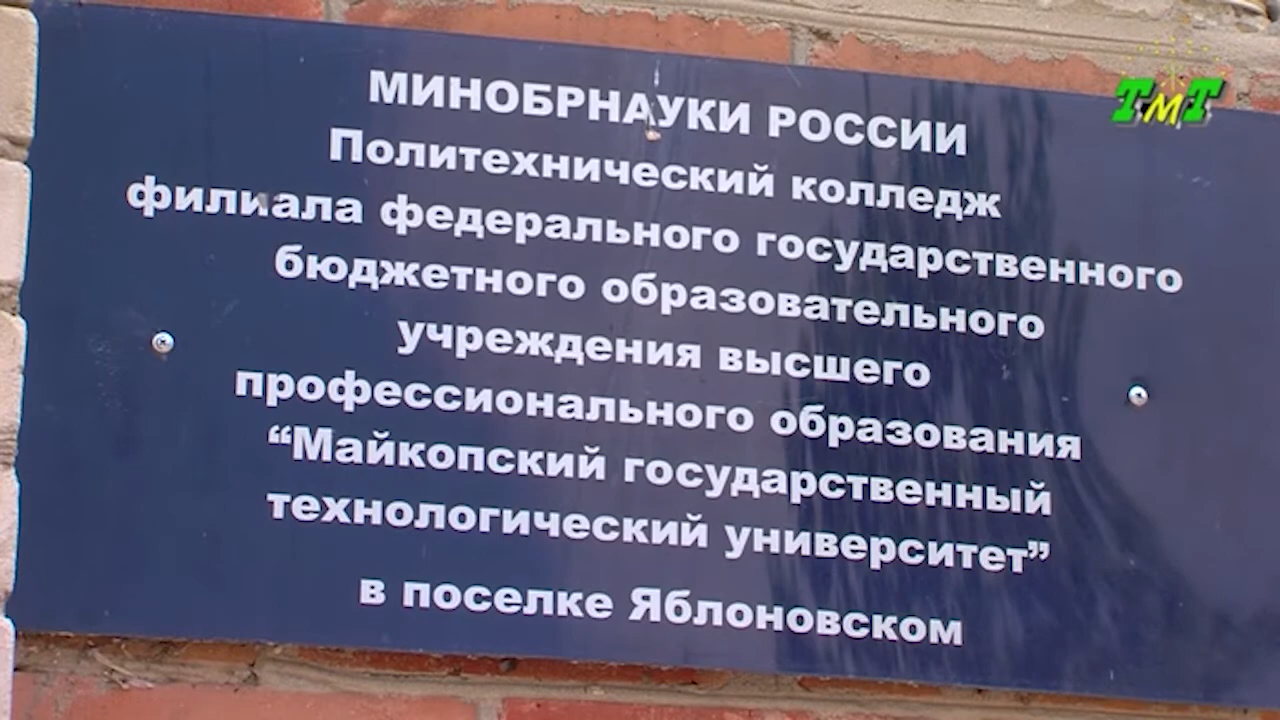 ТМТ
МИНОБРНАУКИ РОССИИ
Политехнический колледж
филиала федерального государственного
бюджетного образовательного
учреждения высшего
профессионального образования
“Майкопский государственный
технологический университет”
в поселке Яблоновском